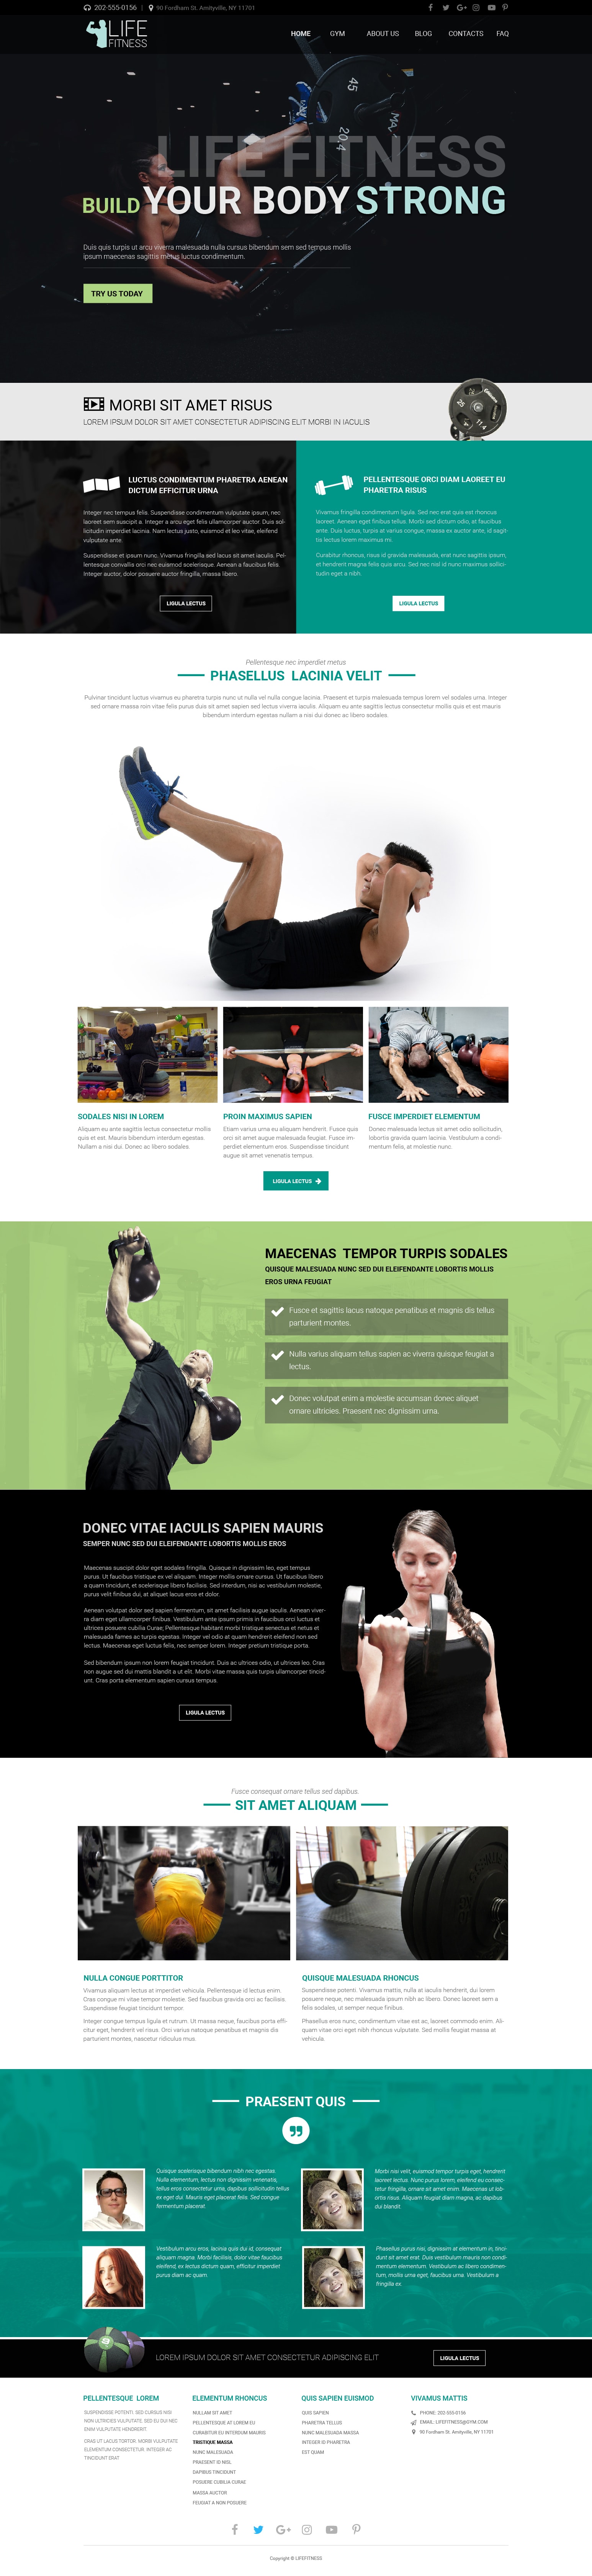 202-555-0156 | 90 Fordham St. Amityville, NY 11701
LIFE
FITNESS
HOME GYM ABOUT US BLOG CONTACTS FAQ
45
20.4
LIFE FITNESS
BUILD YOUR BODY STRONG
Duis quis turpis ut arcu viverra malesuada nulla cursus bibendum sem sed tempus mollis
ipsum maecenas sagittis metus luctus condimentum.
TRY US TODAY
MORBI SIT AMET RISUS
LOREM IPSUM DOLOR SIT AMET CONSECTETUR ADIPISCING ELIT MORBI IN IACULIS
25
11.4
LUCTUS CONDIMENTUM PHARETRA AENEAN
DICTUM EFFICITUR URNA
Integer nec tempus felis. Suspendisse condimentum vulputate ipsum, nec
laoreet sem suscipit a. Integer a arcu eget felis ullamcorper auctor. Duis sol-
licitudin imperdiet lacinia. Nam lectus justo, euismod et leo vitae, eleifend
vulputate ante.
Suspendisse et ipsum nunc. Vivamus fringilla sed lacus sit amet iaculis. Pel-
lentesque convallis orci nec euismod scelerisque. Aenean a faucibus felis.
Integer auctor, dolor posuere auctor fringilla, massa libero.
LIGULA LECTUS
PELLENTESQUE ORCI DIAM LAOREET EU
PHARETRA RISUS
Vivamus fringilla condimentum ligula. Sed nec erat quis est rhoncus
laoreet. Aenean eget finibus tellus. Morbi sed dictum odio, at faucibus
ante. Duis luctus, turpis at varius congue, massa ex auctor ante, id sagit-
tis lectus lorem maximus mi.
Curabitur rhoncus, risus id gravida malesuada, erat nunc sagittis ipsum,
et hendrerit magna felis quis arcu. Sed nec nisl id nunc maximus sollici-
tudin eget a nibh.
LIGULA LECTUS
Pellentesque nec imperdiet metus
PHASELLUS LACINIA VELIT
Pulvinar tincidunt luctus vivamus eu pharetra turpis nunc ut nulla vel nulla congue lacinia. Praesent et turpis malesuada tempus lorem vel sodales urna. Integer
sed ornare massa roin vitae felis purus duis sit amet sapien sed lectus viverra iaculis. Aliquam eu ante sagittis lectus consectetur mollis quis et est mauris
bibendum interdum egestas nullam a nisi dui donec ac libero sodales.
SODALES NISI IN LOREM
Aliquam eu ante sagittis lectus consectetur mollis
quis et est. Mauris bibendum interdum egestas.
Nullam a nisi dui. Donec ac libero sodales
PROIN MAXIMUS SAPIEN
Etiam varius urna eu aliquam hendrerit. Fusce quis
orci sit amet augue malesuada feugiat. Fusce im-
perdiet elementum eros. Suspendisse tincidunt
augue sit amet venenatis tempus.
FUSCE IMPERDIET ELEMENTUM
Donec malesuada lectus sit amet odio sollicitudin,
lobortis gravida quam lacinia. Vestibulum a condi-
mentum felis, at molestie nunc.
LIGULA LECTUS
MAECENAS TEMPOR TURPIS SODALES
QUISQUE MALESUADA NUNC SED DUI ELEIFENDANTE LOBORTIS MOLLIS
EROS URNA FEUGIAT
Fusce et sagittis lacus natoque penatibus et magnis dis tellus
parturient montes.
Nulla varius aliquam tellus sapien ac viverra quisque feugiat a
lectus.
Donec volutpat enim a molestie accumsan donec aliquet
ornare ultricies. Praesent nec dignissim urna.
DONEC VITAE IACULIS SAPIEN MAURIS
SEMPER NUNC SED DUI ELEIFENDANTE LOBORTIS MOLLIS EROS
Maecenas suscipit dolor eget sodales fringilla. Quisque in dignissim leo, eget tempus
purus. Ut faucibus tristique ex vel aliquam. Integer mollis ornare cursus. Ut faucibus libero
a quam tincidunt, et scelerisque libero facilisis. Sed interdum, nisi ac vestibulum molestie,
purus velit finibus dui, at aliquet lacus eros et dolor.
Aenean volutpat dolor sed sapien fermentum, sit amet facilisis augue iaculis. Aenean viver-
ra diam eget ullamcorper finibus. Vestibulum ante ipsum primis in faucibus orci luctus et
ultrices posuere cubilia Curae; Pellentesque habitant morbi tristique senectus et netus et
malesuada fames ac turpis egestas. Integer vel odio at quam hendrerit eleifend non sed
lectus. Maecenas eget luctus felis, nec semper lorem. Integer pretium tristique porta.
Sed bibendum ipsum non lorem feugiat tincidunt. Duis ac ultrices odio, ut ultrices leo. Cras
non augue sed dui mattis blandit a ut elit. Morbi vitae massa quis turpis ullamcorper tincid-
unt. Cras porta elementum sapien cursus tempus.
LIGULA LECTUS
Fusce consequat ornare tellus sed dapibus.
SIT AMET ALIQUAM
NULLA CONGUE PORTTITOR
Vivamus aliquam lectus at imperdiet vehicula. Pellentesque id lectus enim.
Cras congue mi vitae tempor molestie. Sed faucibus gravida orci ac facilisis.
Suspendisse feugiat tincidunt tempor.
Integer congue tempus ligula et rutrum. Ut massa neque, faucibus porta effi-
citur eget, hendrerit vel risus. Orci varius natoque penatibus et magnis dis
parturient montes, nascetur ridiculus mus.
QUISQUE MALESUADA RHONCUS
Suspendisse potenti. Vivamus mattis, nulla at iaculis hendrerit, dui lorem
posuere neque, nec malesuada ipsum nibh ac libero. Donec laoreet sem a
felis sodales, ut semper neque finibus.
Phasellus eros nunc, condimentum vitae est ac, laoreet commodo enim. Ali-
quam vitae orci eget nibh rhoncus vulputate. Sed mollis feugiat massa at
vehicula.
PRAESENT QUIS
Quisque scelerisque bibendum nibh nec egestas.
Nulla elementum, lectus non dignissim venenatis,
tellus eros consectetur urna, dapibus sollicitudin tellus
ex eget dui. Mauris eget placerat felis. Sed congue
fermentum placerat.
Morbi nisi velit, euismod tempor turpis eget, hendrerit
laoreet lectus. Nunc purus lorem, eleifend eu consec-
tetur fringilla, ornare sit amet enim. Maecenas ut lob-
ortis risus. Aliquam feugiat diam magna, ac dapibus
dui blandit.
Vestibulum arcu eros, lacinia quis dui id, consequat
aliquam magna. Morbi facilisis, dolor vitae faucibus
eleifend, ex lectus dictum quam, efficitur imperdiet
purus diam ac quam.
Phasellus purus nisi, dignissim at elementum in, tinci-
dunt sit amet erat. Duis vestibulum mauris non condi-
mentum elementum. Vestibulum ac libero condimen-
tum, mollis urna eget, faucibus urna. Vestibulum a
fringilla ex.
LOREM IPSUM DOLOR SIT AMET CONSECTETUR ADIPISCING ELIT
LIGULA LECTUS
PELLENTESQUE LOREM
SUSPENDISSE POTENTI. SED CURSUS NISI
NON ULTRICIES VULPUTATE. SED EU DUI NEC
ENIM VULPUTATE HENDRERIT.
CRAS UT LACUS TORTOR. MORBI VULPUTATE
ELEMENTUM CONSECTETUR. INTEGER AC
TINCIDUNT ERAT
ELEMENTUM RHONCUS
NULLAM SIT AMET
PELLENTESQUE AT LOREM EU
CURABITUR EU INTERDUM MAURIS
TRISTIQUE MASSA
NUNC MALESUADA
PRAESENT ID NISL
DAPIBUS TINCIDUNT
POSUERE CUBILIA CURAE
MASSA AUCTOR
FEUGIAT A NON POSUERE
QUIS SAPIEN EUISMOD
QUIS SAPIEN
PHARETRA TELLUS
NUNC MALESUADA MASSA
INTEGER ID PHARETRA
EST QUAM
VIVAMUS MATTIS
PHONE: 202-555-0156
EMAIL: LIFEFITNESS@GYM.COM
90 Fordham St. Amityville, NY 11701
Copyright © LIFEFITNESS